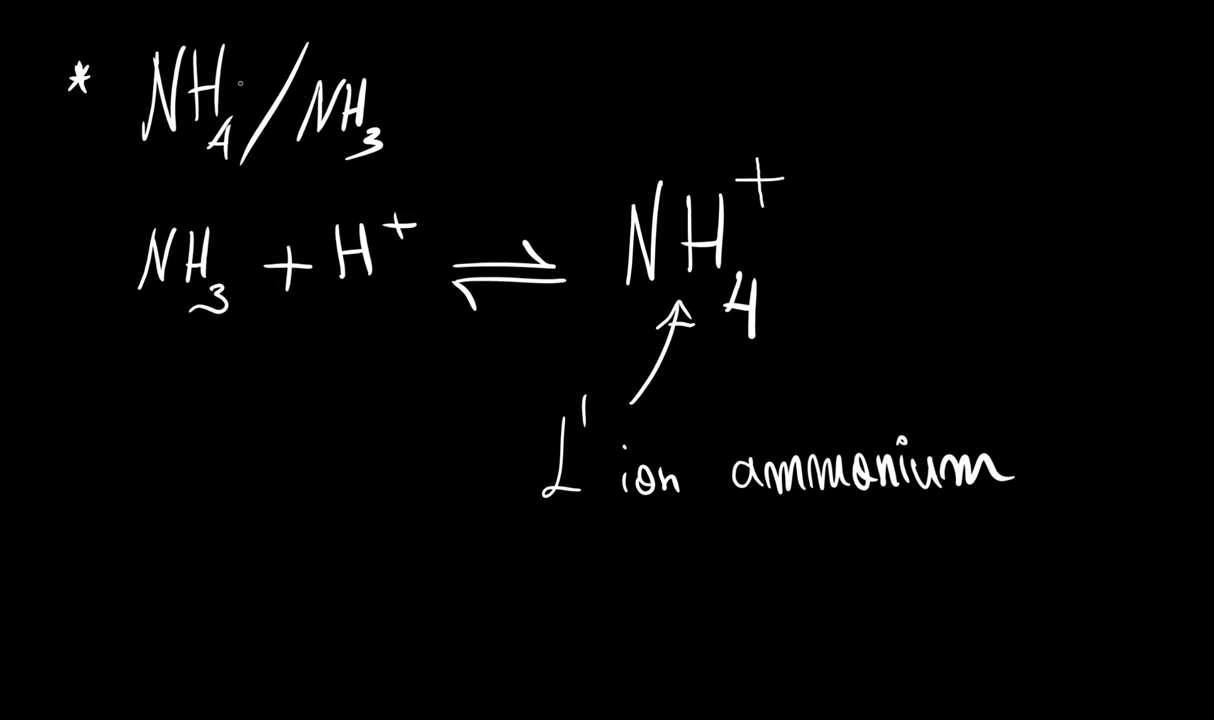 * NH4/NH3
NH3 + H+ ⇌ NH4+
L'ion ammonium